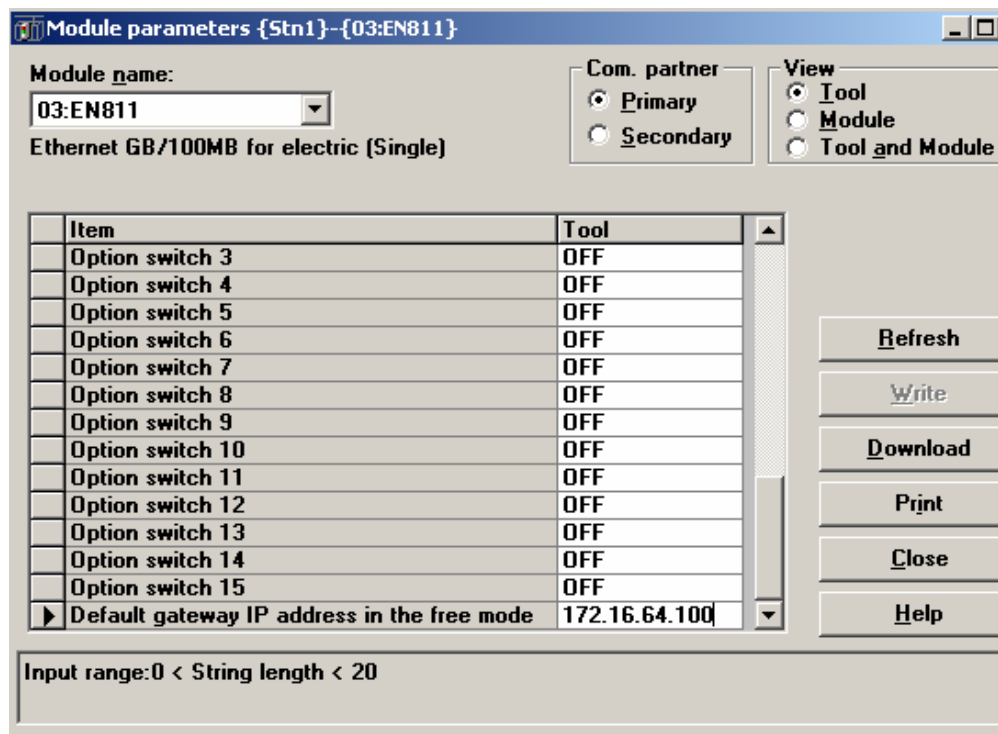 Module parameters {Stn1}-{03:EN811}
Module name:
03:EN811
Ethernet GB/100MB for electric (Single)
Com. partner
Primary
Secondary
View
Tool
Module
Tool and Module
Item Tool
Option switch 3 OFF
Option switch 4 OFF
Option switch 5 OFF
Option switch 6 OFF
Option switch 7 OFF
Option switch 8 OFF
Option switch 9 OFF
Option switch 10 OFF
Option switch 11 OFF
Option switch 12 OFF
Option switch 13 OFF
Option switch 14 OFF
Option switch 15 OFF
Default gateway IP address in the free mode 172.16.64.100
Refresh
Write
Download
Print
Close
Help
Input range:0 < String length < 20